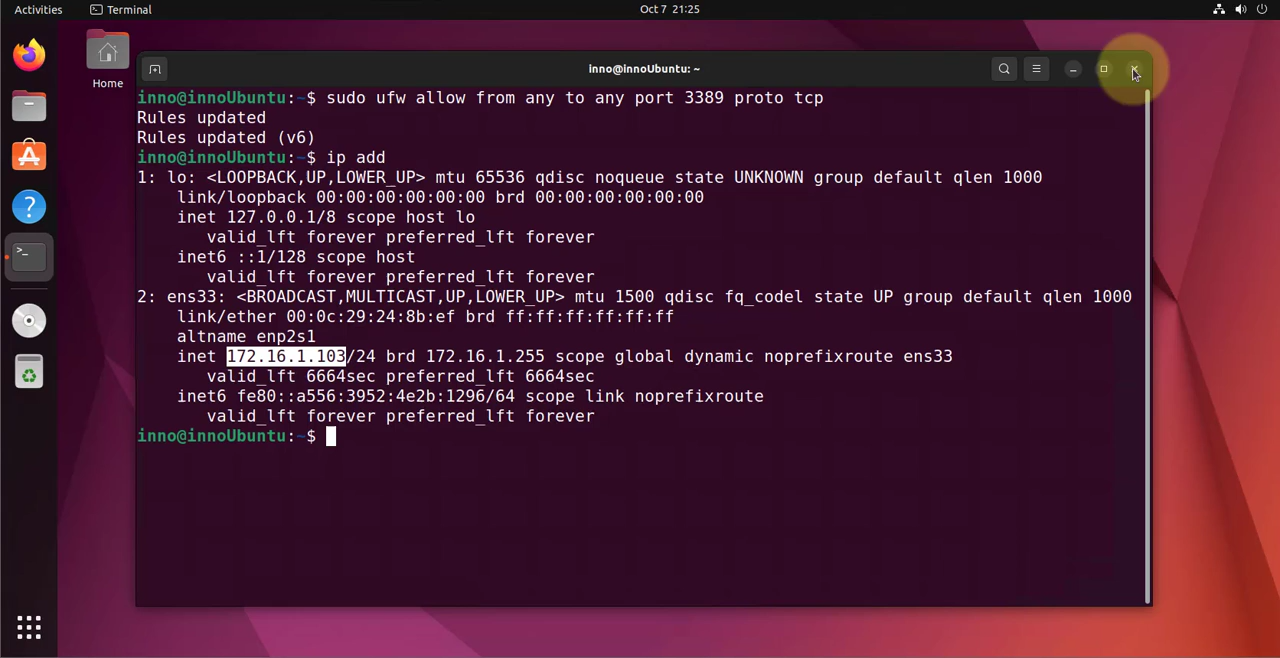 Activities Terminal Oct 7 21:25
Home
inno@innoUbuntu: ~
inno@innoUbuntu:~$ sudo ufw allow from any to any port 3389 proto tcp
Rules updated
Rules updated (v6)
inno@innoUbuntu:~$ ip add
1: lo: <LOOPBACK,UP,LOWER_UP> mtu 65536 qdisc noqueue state UNKNOWN group default qlen 1000
    link/loopback 00:00:00:00:00:00 brd 00:00:00:00:00:00
    inet 127.0.0.1/8 scope host lo
       valid_lft forever preferred_lft forever
    inet6 ::1/128 scope host
       valid_lft forever preferred_lft forever
2: ens33: <BROADCAST,MULTICAST,UP,LOWER_UP> mtu 1500 qdisc fq_codel state UP group default qlen 1000
    link/ether 00:0c:29:24:8b:ef brd ff:ff:ff:ff:ff:ff
    altname enp2s1
    inet 172.16.1.103/24 brd 172.16.1.255 scope global dynamic noprefixroute ens33
       valid_lft 6664sec preferred_lft 6664sec
    inet6 fe80::a556:3952:4e2b:1296/64 scope link noprefixroute
       valid_lft forever preferred_lft forever
inno@innoUbuntu:~$